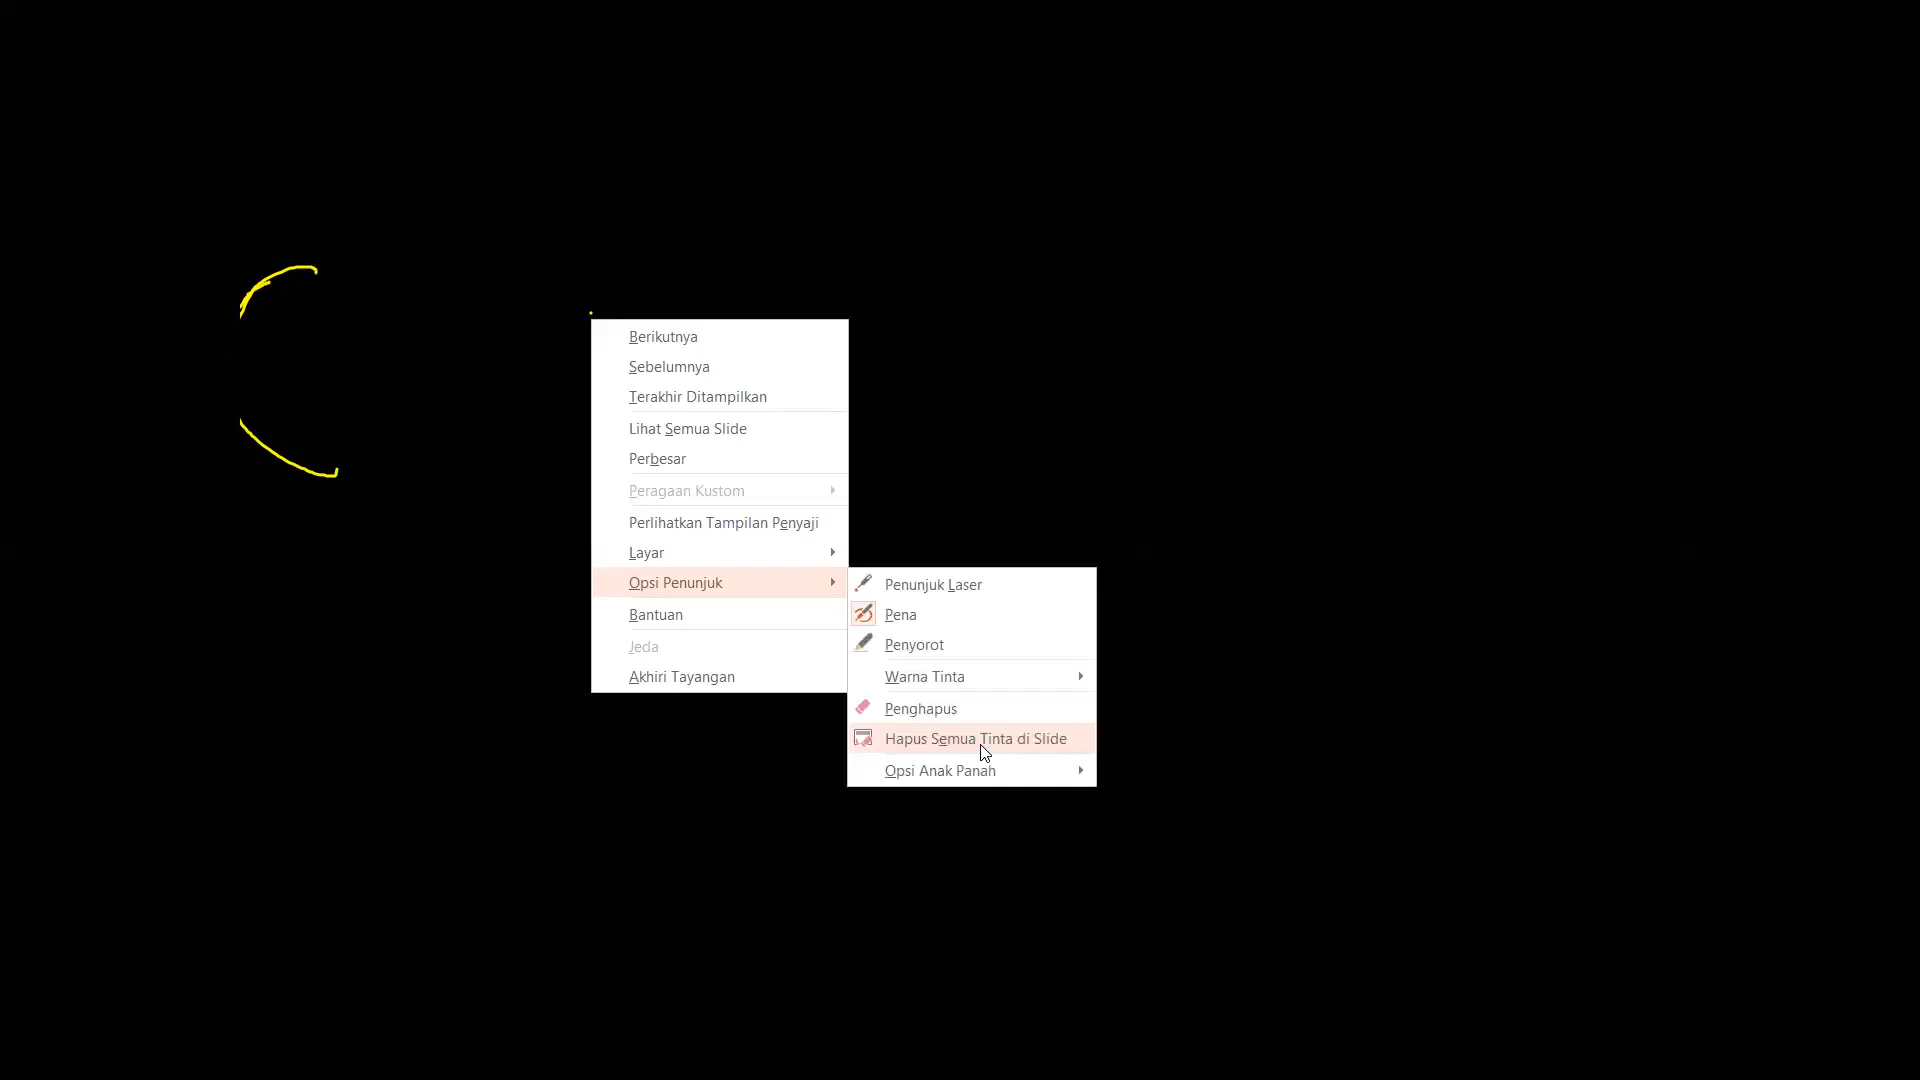 Berikutnya
Sebelumnya
Terakhir Ditampilkan
Lihat Semua Slide
Perbesar
Peragaan Kustom
Perlihatkan Tampilan Penyaji
Layar
Opsi Penunjuk
Bantuan
Jeda
Akhiri Tayangan
Penunjuk Laser
Pena
Penyorot
Warna Tinta
Penghapus
Hapus Semua Tinta di Slide
Opsi Anak Panah